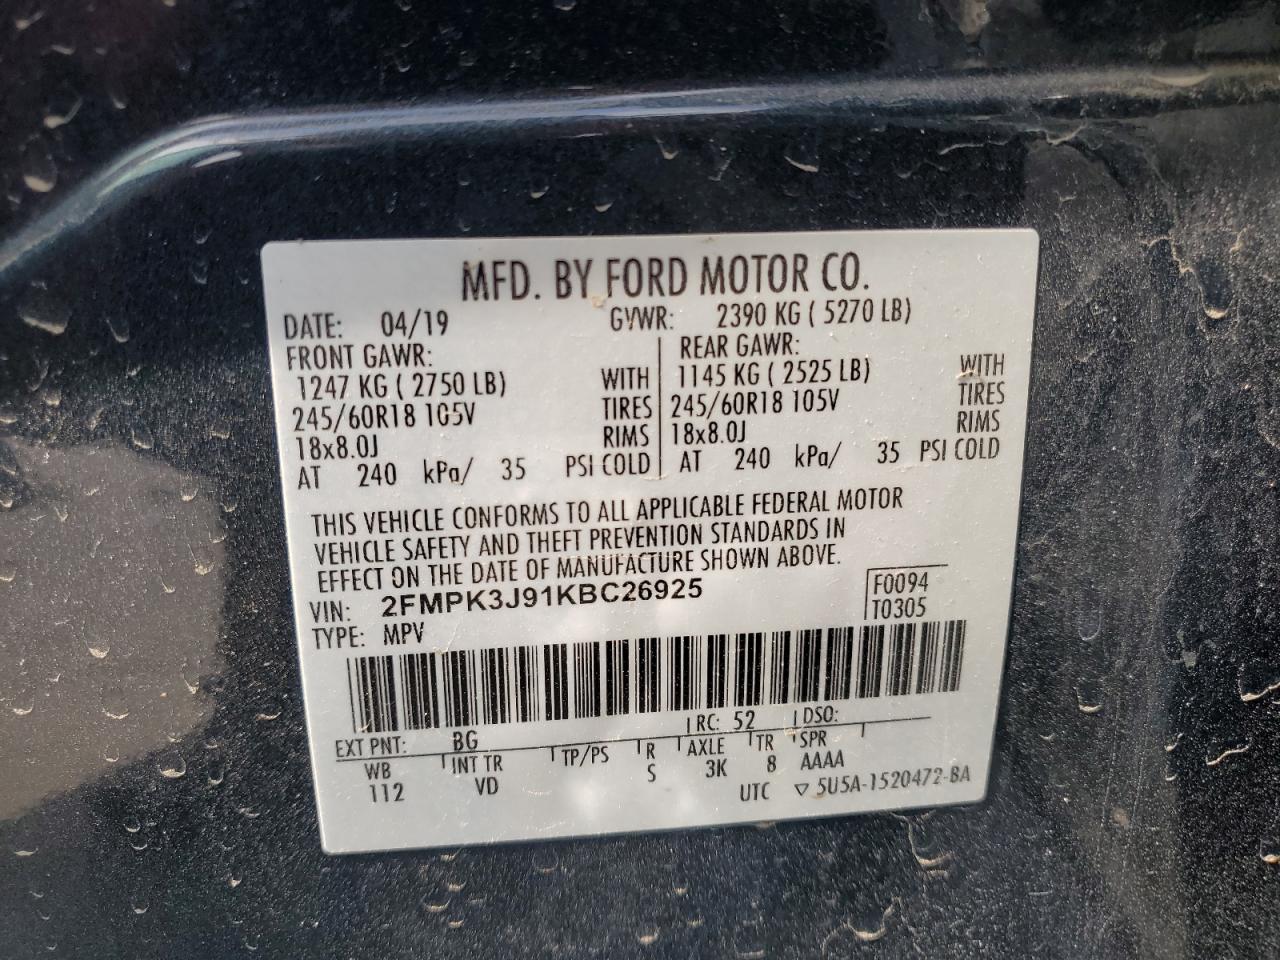 MFD. BY FORD MOTOR CO.
DATE: 04/19 GVWR: 2390 KG ( 5270 LB)
FRONT GAWR: REAR GAWR:
1247 KG ( 2750 LB) WITH 1145 KG ( 2525 LB) WITH
245/60R18 105V TIRES 245/60R18 105V TIRES
18x8.0J RIMS 18x8.0J RIMS
AT 240 kPa/ 35 PSI COLD AT 240 kPa/ 35 PSI COLD
THIS VEHICLE CONFORMS TO ALL APPLICABLE FEDERAL MOTOR
VEHICLE SAFETY AND THEFT PREVENTION STANDARDS IN
EFFECT ON THE DATE OF MANUFACTURE SHOWN ABOVE.
VIN: 2FMPK3J91KBC26925 F0094
TYPE: MPV T0305
EXT PNT: BG RC: 52 DSO:
WB INT TR TP/PS R AXLE TR SPR
112 VD S 3K 8 AAAA
UTC ▽ 5U5A-1520472-BA